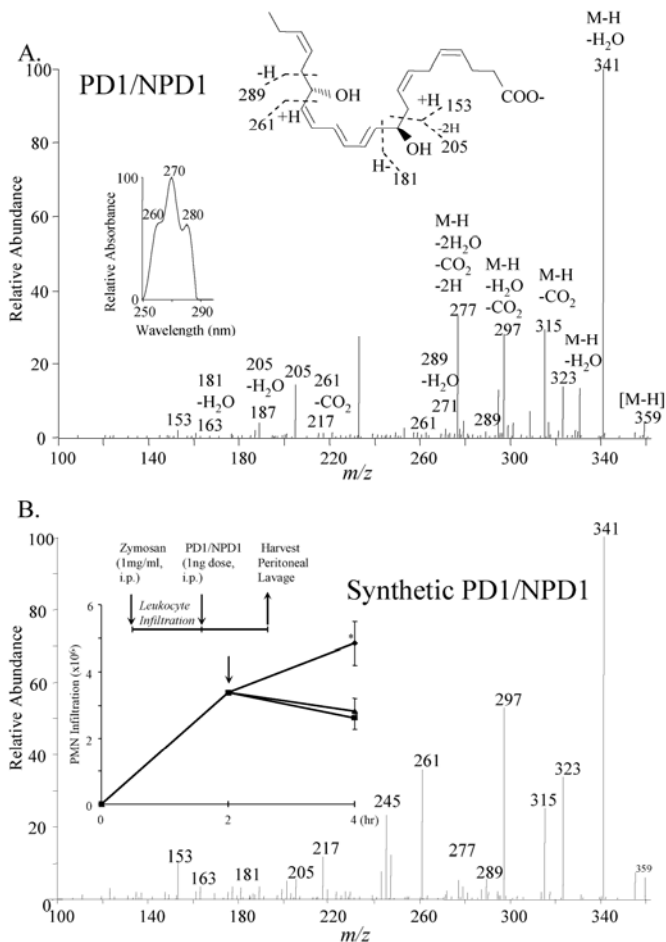 A.
PD1/NPD1
M-H
-H₂O
341
-H
289
OH
261
+H
COO-
+H
153
-2H
205
OH
H-
181
100
80
60
40
20
0
Relative Abundance
100
0
Relative Absorbance
260
270
280
250
290
Wavelength (nm)
M-H
-2H₂O
-CO₂
-2H
277
M-H
-H₂O
-CO₂
297
M-H
-CO₂
315
M-H
-H₂O
323
[M-H]
359
153
181
-H₂O
163
205
-H₂O
187
205
261
-CO₂
217
261
289
-H₂O
271
289
100
140
180
220
260
300
340
m/z
B.
Synthetic PD1/NPD1
Zymosan
(1mg/ml,
i.p.)
PD1/NPD1
(1ng dose,
i.p.)
Harvest
Peritoneal
Lavage
Leukocyte
Infiltration
6
4
3
2
0
PMN Infiltration (x10⁶)
*
0
2
4 (hr)
100
80
60
40
20
0
Relative Abundance
153
163
181
205
217
245
261
277
289
297
315
323
341
359
60
100
140
180
220
260
300
340
m/z